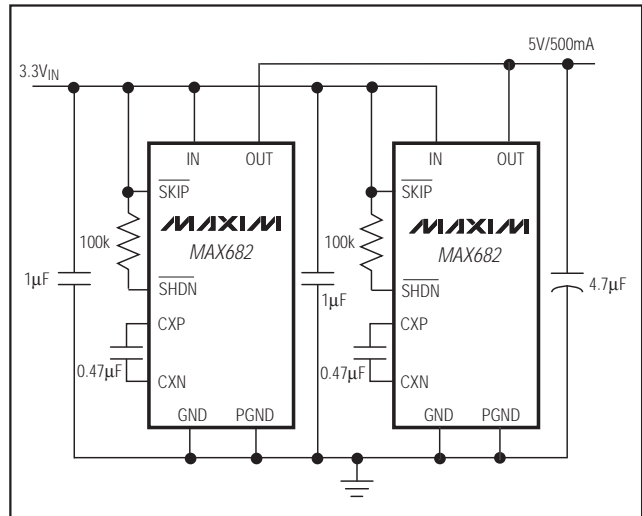 5V/500mA
3.3VIN
IN OUT IN OUT
SKIP SKIP
MAXIM MAXIM
100k MAX682 100k MAX682
1µF SHDN 1µF SHDN 4.7µF
CXP CXP
0.47µF 0.47µF
CXN CXN
GND PGND GND PGND